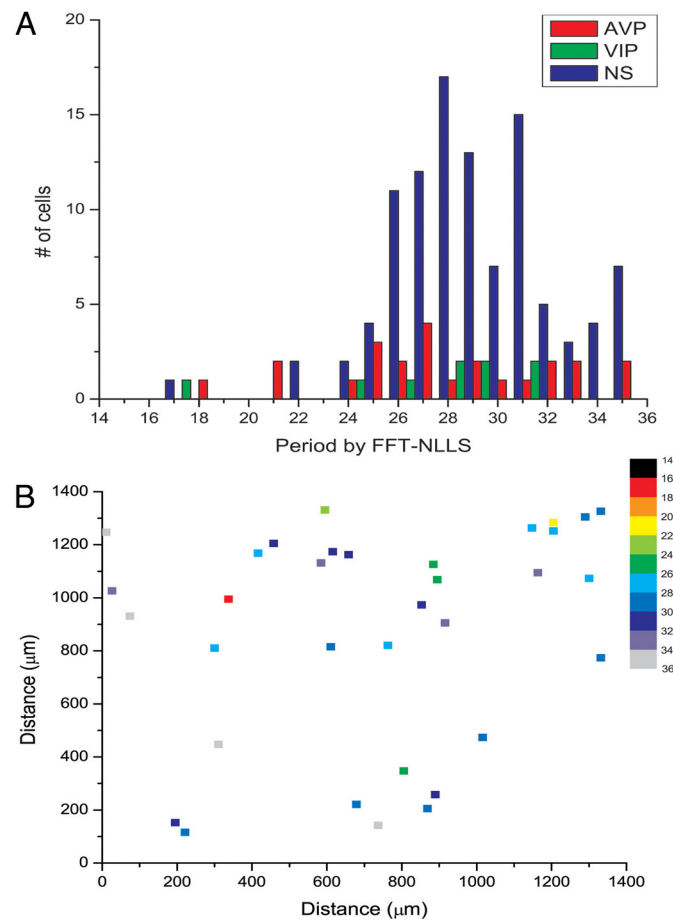 A
AVP
VIP
NS
20
15
10
5
0
# of cells
14 16 18 20 22 24 26 28 30 32 34 36
Period by FFT-NLLS
B
1400
1200
1000
800
600
400
200
0
Distance (μm)
0 200 400 600 800 1000 1200 1400
Distance (μm)
14
16
18
20
22
24
26
28
30
32
34
36